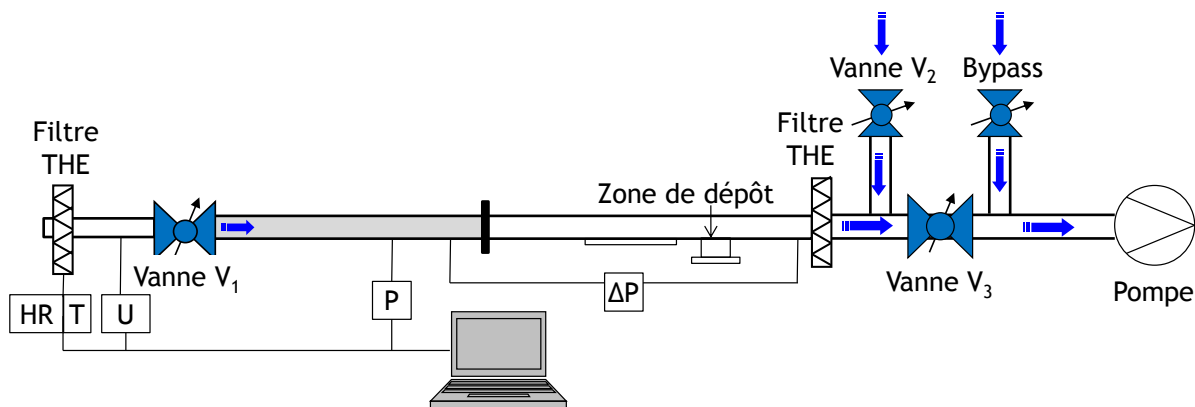 Vanne V₂
Bypass
Filtre
THE
Filtre
THE
Zone de dépôt
Vanne V₁
Vanne V₃
Pompe
HR
T
U
P
ΔP